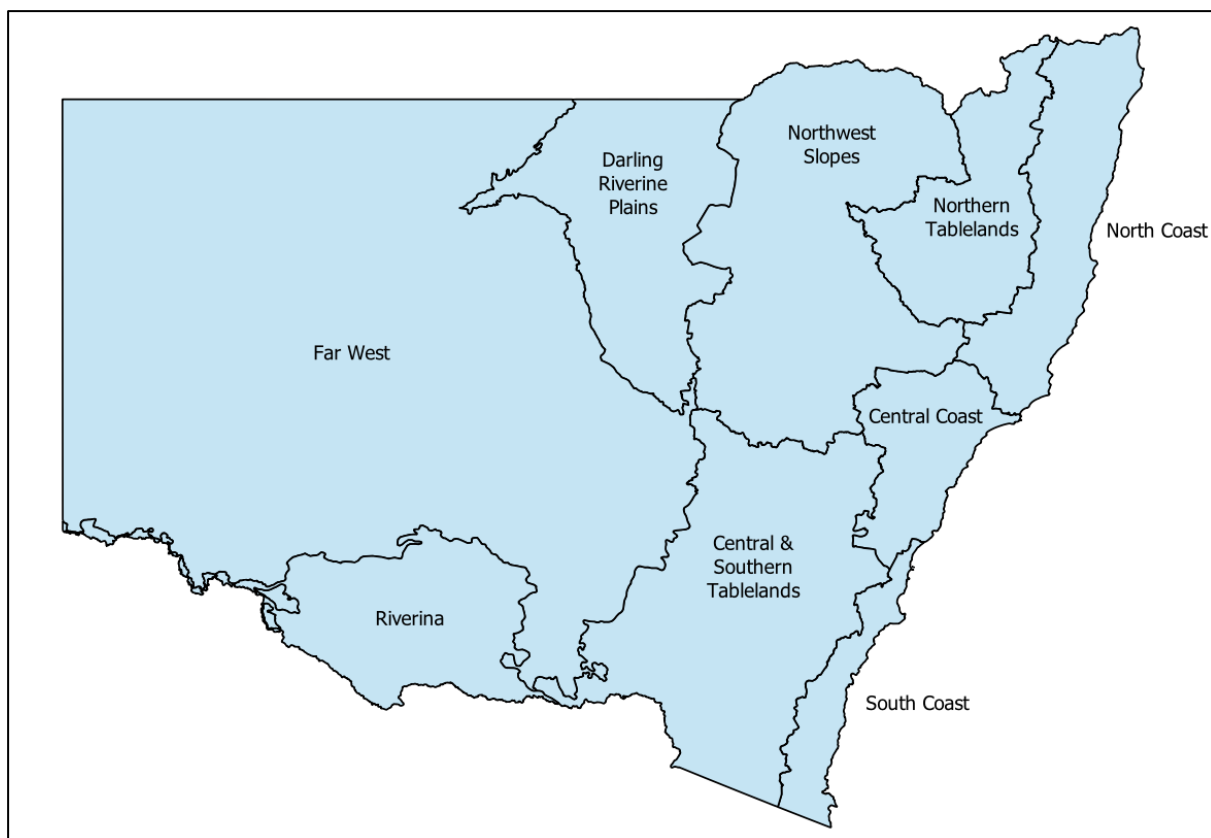 Northwest
Slopes
Darling
Riverine
Plains
Northern
Tablelands
North Coast
Far West
Central Coast
Central &
Southern
Tablelands
Riverina
South Coast